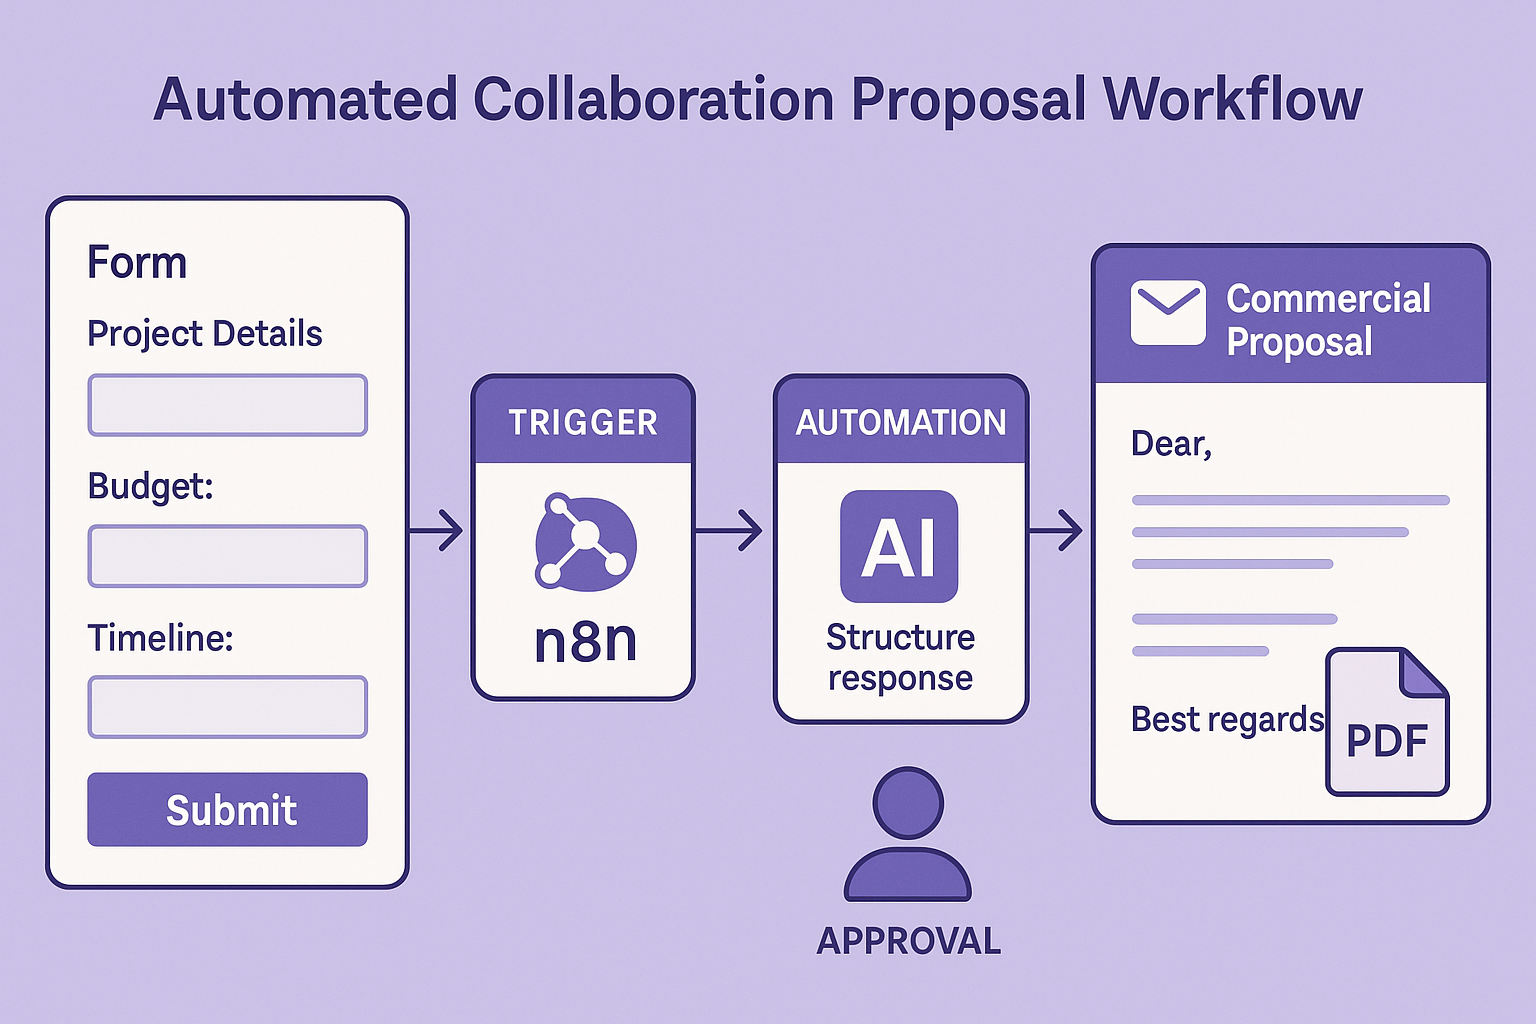 Automated Collaboration Proposal Workflow
Form
Project Details
Budget:
Timeline:
Submit
TRIGGER
n8n
AUTOMATION
AI
Structure
response
APPROVAL
Commercial
Proposal
Dear,
Best regards
PDF